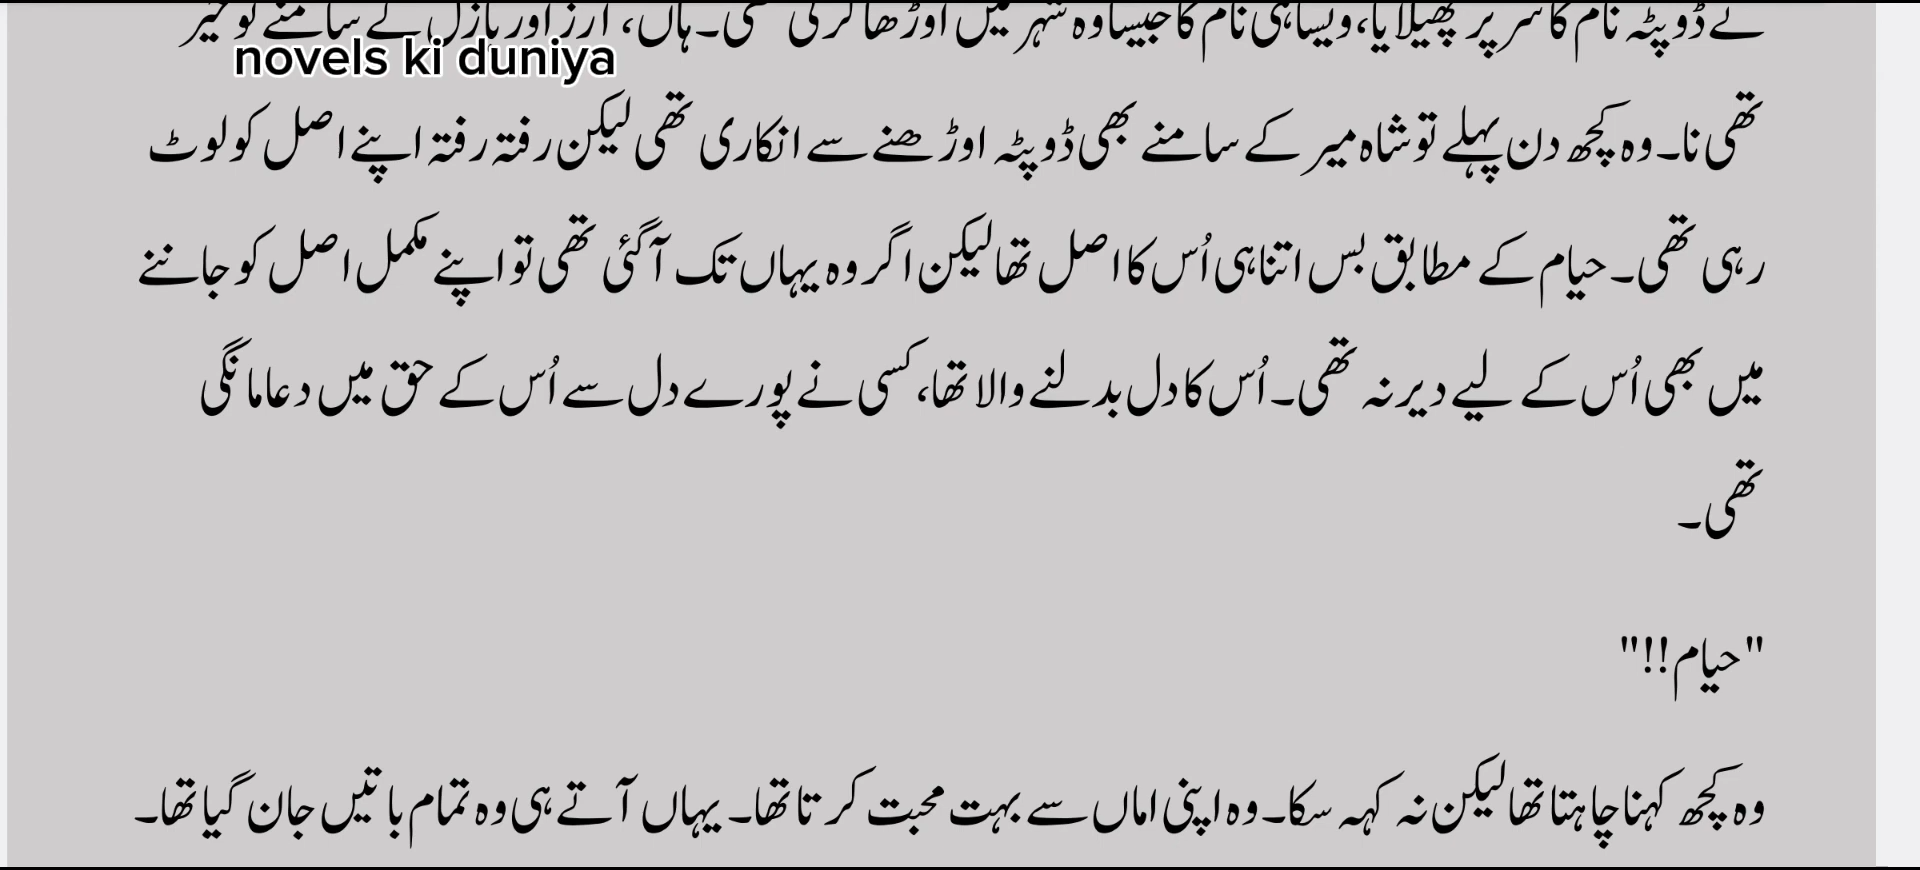 نے ڈوپٹہ نام کا سر پر پھیلایا، ویسا ہی نام کا جیسا وہ شہر میں اوڑھا کرتی تھی۔ ہاں، آرز اور بازل کے سامنے تو خیر
novels ki duniya
تھی نا۔ وہ کچھ دن پہلے تو شاہ میر کے سامنے بھی ڈوپٹہ اوڑھنے سے انکاری تھی لیکن رفتہ رفتہ اپنے اصل کو لوٹ
رہی تھی۔ حیام کے مطابق بس اتنا ہی اُس کا اصل تھا لیکن اگر وہ یہاں تک آ گئی تھی تو اپنے مکمل اصل کو جاننے
میں بھی اُس کے لیے دیر نہ تھی۔ اُس کا دل بدلنے والا تھا، کسی نے پورے دل سے اُس کے حق میں دعا مانگی
تھی۔
"حیام!!"
وہ کچھ کہنا چاہتا تھا لیکن نہ کہہ سکا۔ وہ اپنی اماں سے بہت محبت کرتا تھا۔ یہاں آتے ہی وہ تمام باتیں جان گیا تھا۔